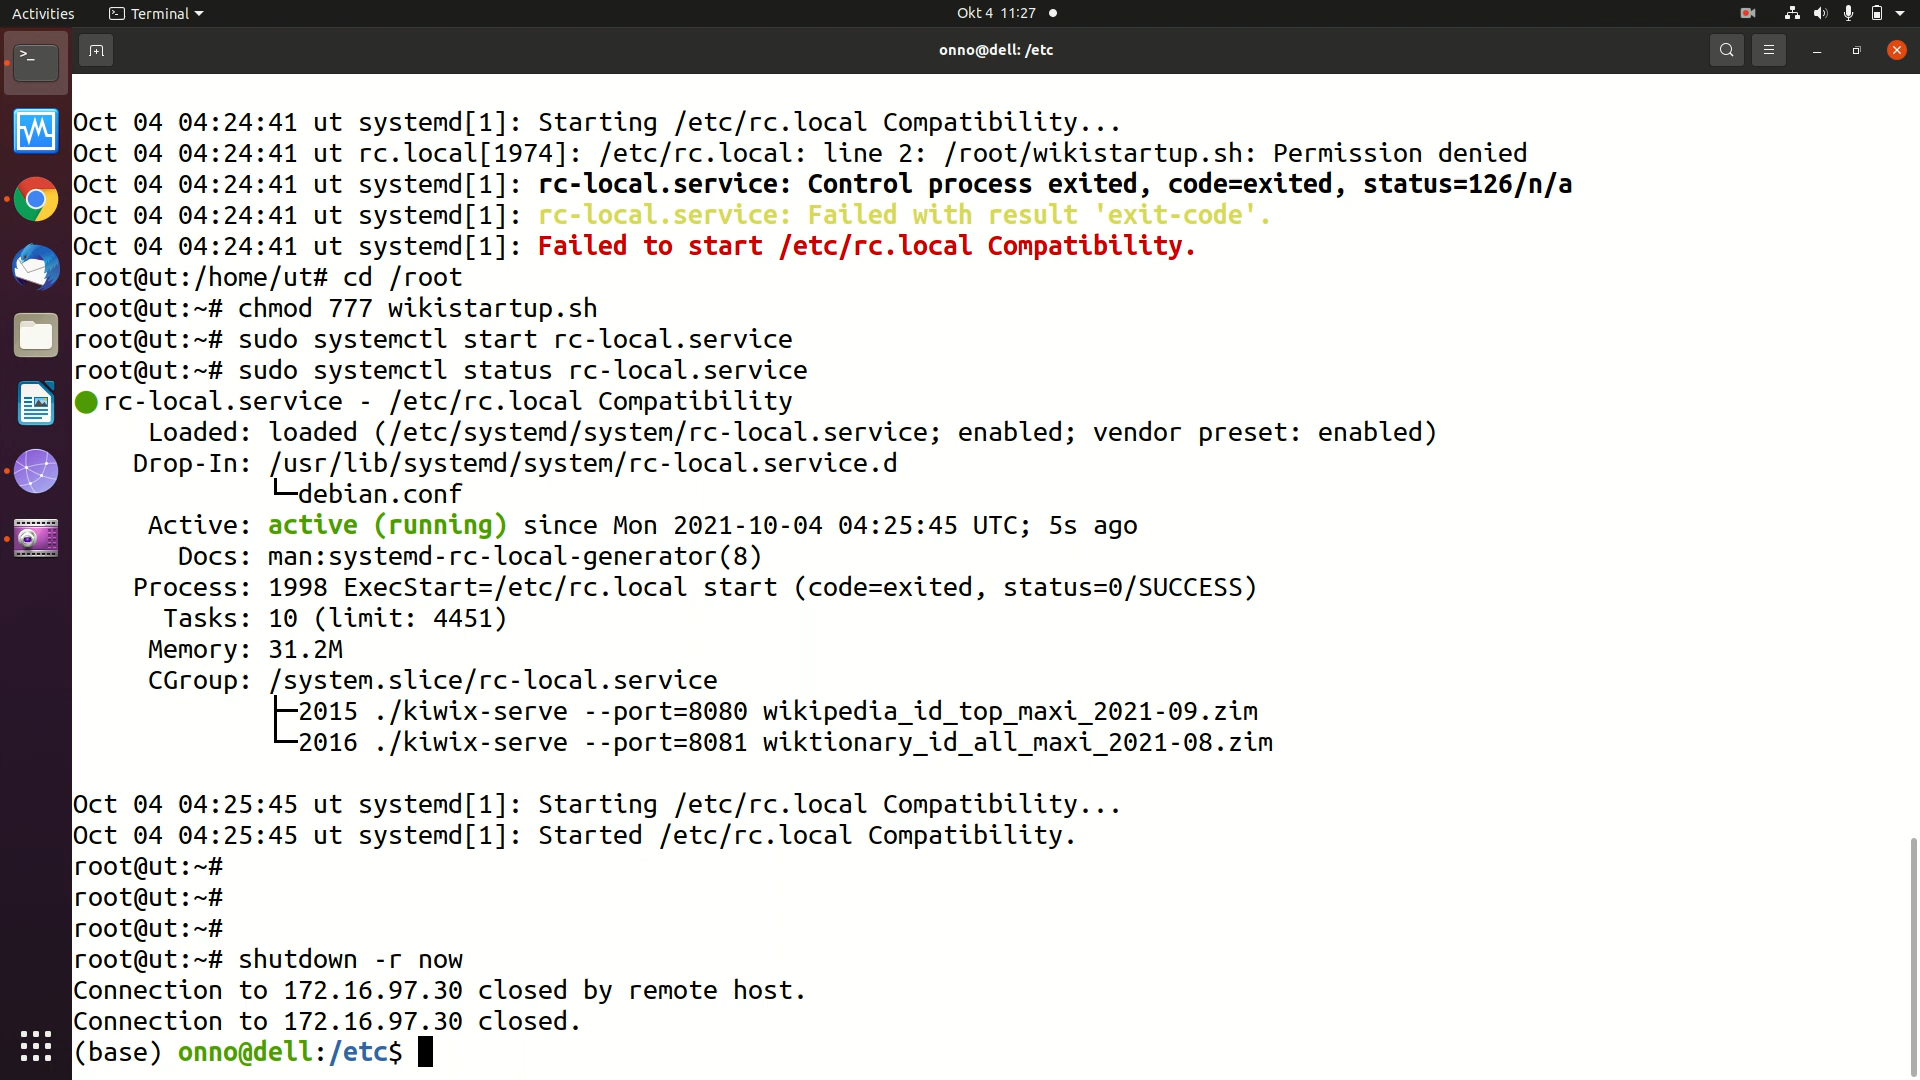 Activities Terminal Okt 4 11:27
onno@dell: /etc
Oct 04 04:24:41 ut systemd[1]: Starting /etc/rc.local Compatibility...
Oct 04 04:24:41 ut rc.local[1974]: /etc/rc.local: line 2: /root/wikistartup.sh: Permission denied
Oct 04 04:24:41 ut systemd[1]: rc-local.service: Control process exited, code=exited, status=126/n/a
Oct 04 04:24:41 ut systemd[1]: rc-local.service: Failed with result 'exit-code'.
Oct 04 04:24:41 ut systemd[1]: Failed to start /etc/rc.local Compatibility.
root@ut:/home/ut# cd /root
root@ut:~# chmod 777 wikistartup.sh
root@ut:~# sudo systemctl start rc-local.service
root@ut:~# sudo systemctl status rc-local.service
● rc-local.service - /etc/rc.local Compatibility
     Loaded: loaded (/etc/systemd/system/rc-local.service; enabled; vendor preset: enabled)
    Drop-In: /usr/lib/systemd/system/rc-local.service.d
             └─debian.conf
     Active: active (running) since Mon 2021-10-04 04:25:45 UTC; 5s ago
       Docs: man:systemd-rc-local-generator(8)
    Process: 1998 ExecStart=/etc/rc.local start (code=exited, status=0/SUCCESS)
      Tasks: 10 (limit: 4451)
     Memory: 31.2M
     CGroup: /system.slice/rc-local.service
             ├─2015 ./kiwix-serve --port=8080 wikipedia_id_top_maxi_2021-09.zim
             └─2016 ./kiwix-serve --port=8081 wiktionary_id_all_maxi_2021-08.zim
Oct 04 04:25:45 ut systemd[1]: Starting /etc/rc.local Compatibility...
Oct 04 04:25:45 ut systemd[1]: Started /etc/rc.local Compatibility.
root@ut:~#
root@ut:~#
root@ut:~#
root@ut:~# shutdown -r now
Connection to 172.16.97.30 closed by remote host.
Connection to 172.16.97.30 closed.
(base) onno@dell:/etc$